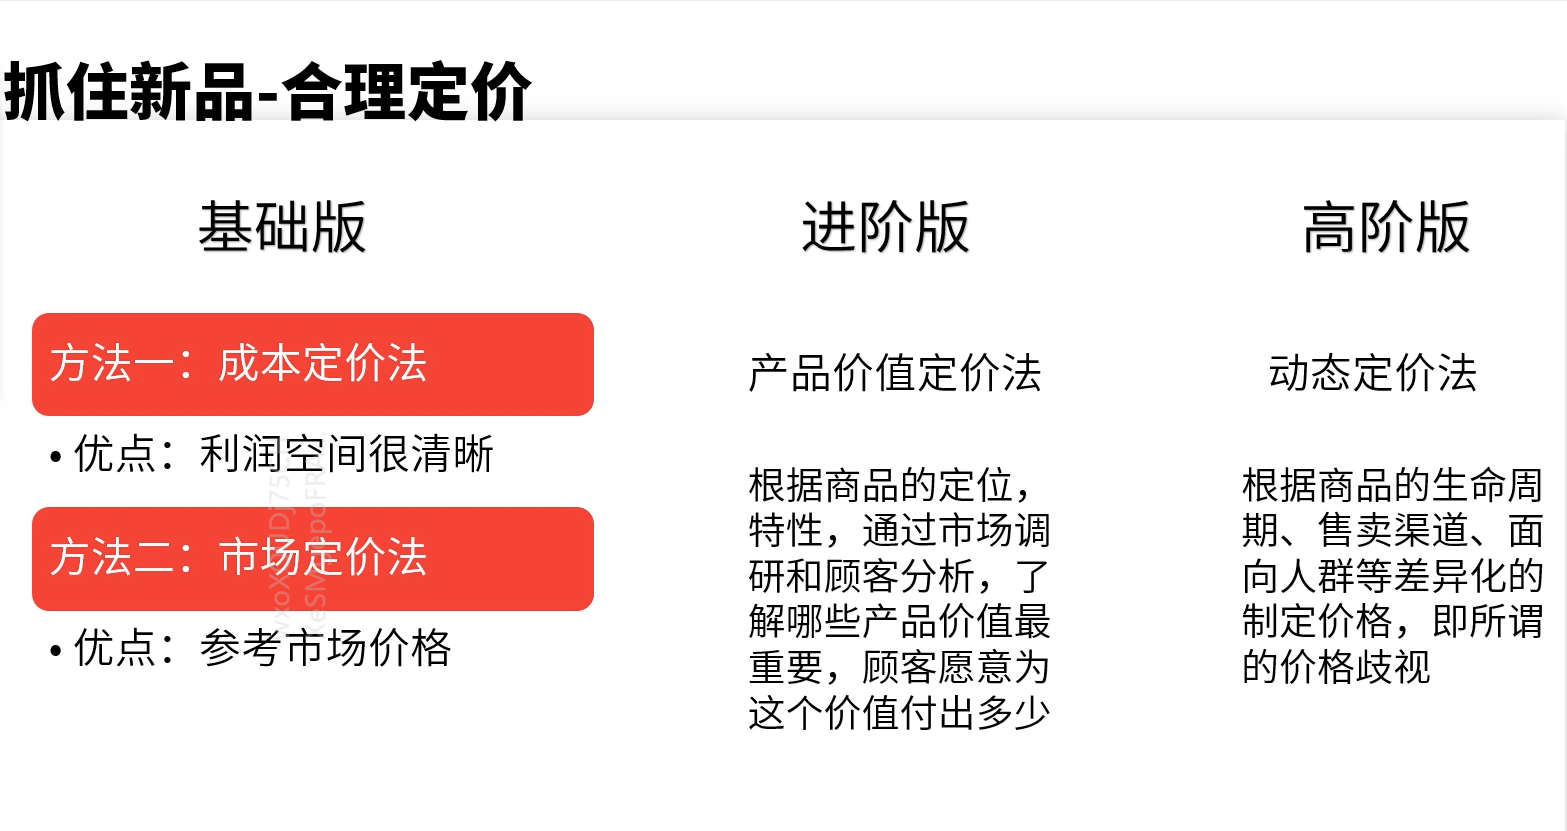 抓住新品-合理定价
基础版
方法一：成本定价法
• 优点：利润空间很清晰
方法二：市场定价法
• 优点：参考市场价格
进阶版
产品价值定价法
根据商品的定位，
特性，通过市场调
研和顾客分析，了
解哪些产品价值最
重要，顾客愿意为
这个价值付出多少
高阶版
动态定价法
根据商品的生命周
期、售卖渠道、面
向人群等差异化的
制定价格，即所谓
的价格歧视